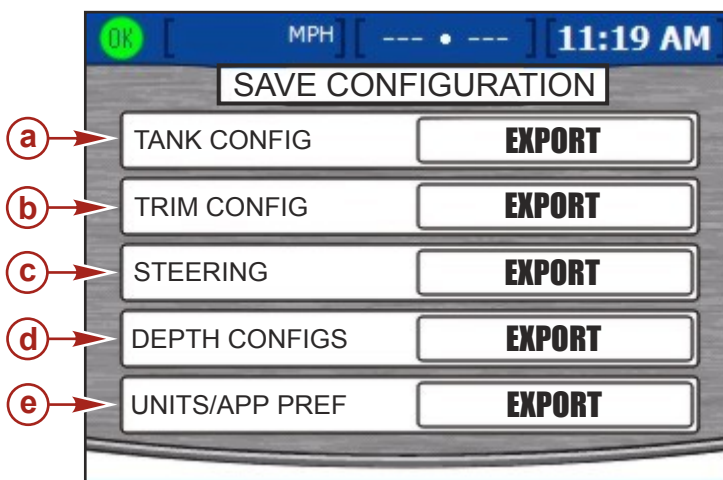 OK [ MPH ] [ --- • --- ] [ 11:19 AM ]
SAVE CONFIGURATION
a TANK CONFIG EXPORT
b TRIM CONFIG EXPORT
c STEERING EXPORT
d DEPTH CONFIGS EXPORT
e UNITS/APP PREF EXPORT